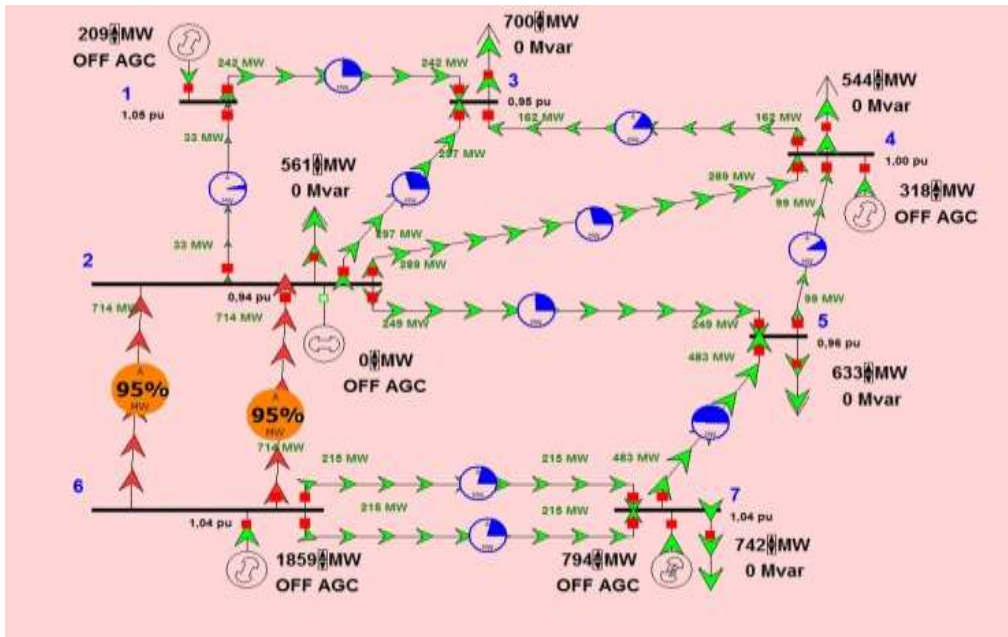 209 MW
OFF AGC
700 MW
0 Mvar
242 MW
242 MW
3
1
1,05 pu
0,95 pu
544 MW
0 Mvar
162 MW
162 MW
4
33 MW
297 MW
1,00 pu
561 MW
0 Mvar
289 MW
99 MW
318 MW
OFF AGC
33 MW
297 MW
289 MW
2
0,94 pu
714 MW
714 MW
249 MW
249 MW
99 MW
5
0,96 pu
483 MW
0 MW
OFF AGC
633 MW
0 Mvar
A
95%
MW
A
95%
MW
714 MW
215 MW
215 MW
483 MW
6
7
1,04 pu
215 MW
1,04 pu
1859 MW
OFF AGC
794 MW
OFF AGC
742 MW
0 Mvar